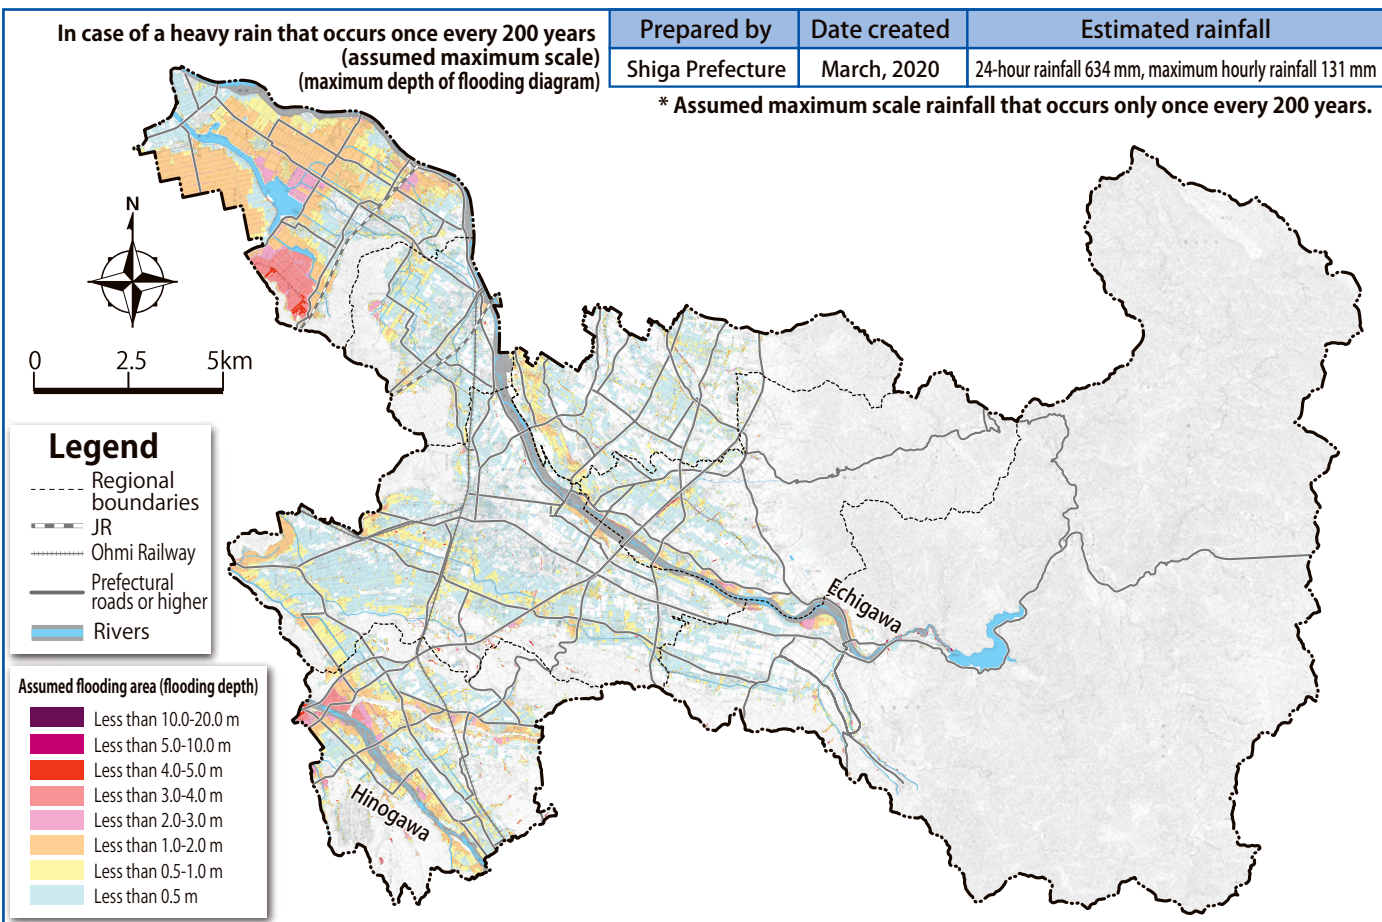 In case of a heavy rain that occurs once every 200 years
(assumed maximum scale)
(maximum depth of flooding diagram)
Prepared by
Date created
Estimated rainfall
Shiga Prefecture
March, 2020
24-hour rainfall 634 mm, maximum hourly rainfall 131 mm
* Assumed maximum scale rainfall that occurs only once every 200 years.
N
0 2.5 5km
Legend
Regional
boundaries
JR
Ohmi Railway
Prefectural
roads or higher
Rivers
Assumed flooding area (flooding depth)
Less than 10.0-20.0 m
Less than 5.0-10.0 m
Less than 4.0-5.0 m
Less than 3.0-4.0 m
Less than 2.0-3.0 m
Less than 1.0-2.0 m
Less than 0.5-1.0 m
Less than 0.5 m
Echigawa
Hinogawa